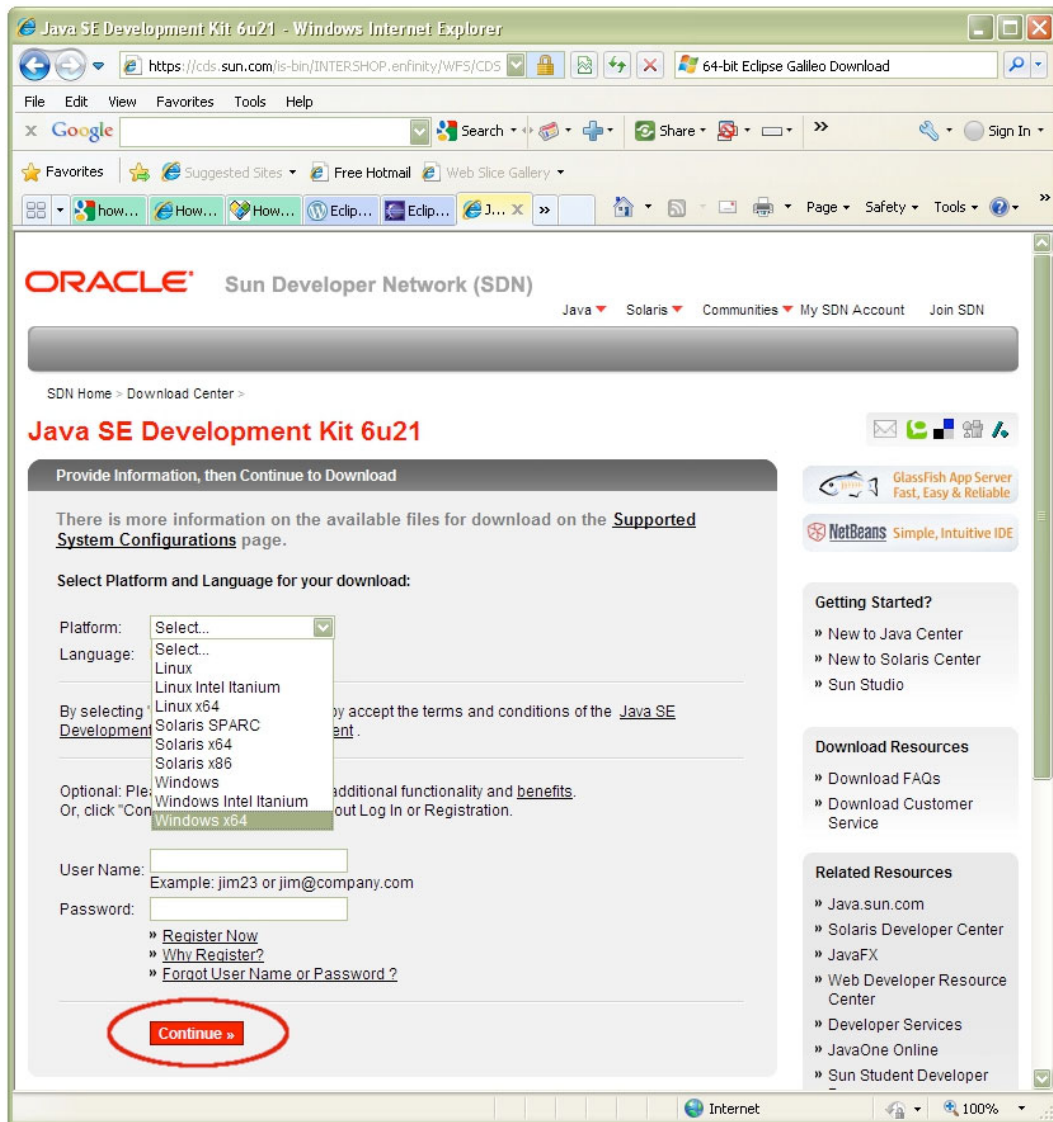 Java SE Development Kit 6u21 - Windows Internet Explorer
https://cds.sun.com/is-bin/INTERSHOP.enfinity/WFS/CDS
64-bit Eclipse Galileo Download
File Edit View Favorites Tools Help
x Google Search Share » Sign In
Favorites Suggested Sites Free Hotmail Web Slice Gallery
how... How... How... Eclip... Eclip... J... X » Page Safety Tools »
ORACLE Sun Developer Network (SDN)
Java Solaris Communities My SDN Account Join SDN
SDN Home > Download Center >
Java SE Development Kit 6u21
Provide Information, then Continue to Download
There is more information on the available files for download on the Supported
System Configurations page.
Select Platform and Language for your download:
Platform: Select...
Language:
Select...
Linux
Linux Intel Itanium
Linux x64
Solaris SPARC
Solaris x64
Solaris x86
Windows
Windows Intel Itanium
Windows x64
By selecting by accept the terms and conditions of the Java SE
Development ent .
Optional: Plea additional functionality and benefits.
Or, click "Con out Log In or Registration.
User Name:
Example: jim23 or jim@company.com
Password:
» Register Now
» Why Register?
» Forgot User Name or Password ?
Continue »
GlassFish App Server
Fast, Easy & Reliable
NetBeans Simple, Intuitive IDE
Getting Started?
» New to Java Center
» New to Solaris Center
» Sun Studio
Download Resources
» Download FAQs
» Download Customer
Service
Related Resources
» Java.sun.com
» Solaris Developer Center
» JavaFX
» Web Developer Resource
Center
» Developer Services
» JavaOne Online
» Sun Student Developer
Internet 100%